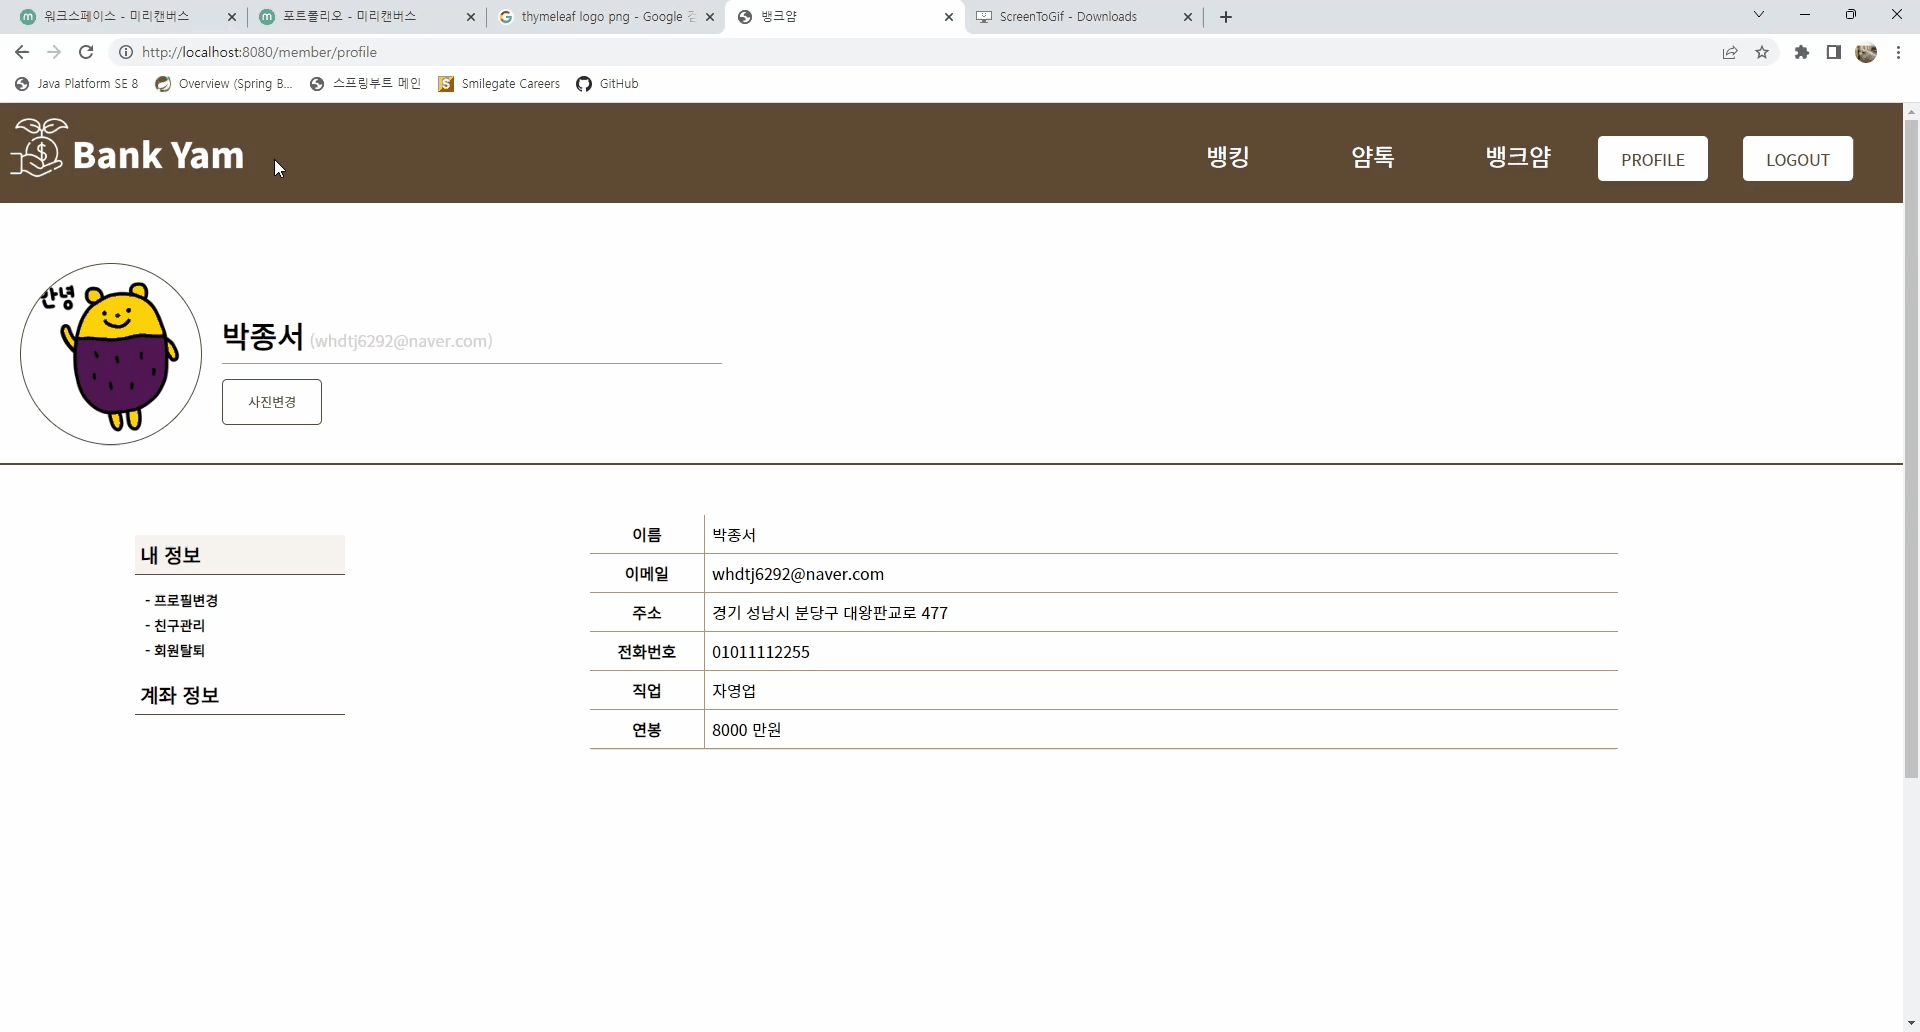 워크스페이스 - 미리캔버스
포트폴리오 - 미리캔버스
thymeleaf logo png - Google 검
뱅크얌
ScreenToGif - Downloads
http://localhost:8080/member/profile
Java Platform SE 8
Overview (Spring B...
스프링부트 메인
Smilegate Careers
GitHub
Bank Yam
뱅킹
얌톡
뱅크얌
PROFILE
LOGOUT
안녕
박종서 (whdtj6292@naver.com)
사진변경
내 정보
- 프로필변경
- 친구관리
- 회원탈퇴
계좌 정보
이름 박종서
이메일 whdtj6292@naver.com
주소 경기 성남시 분당구 대왕판교로 477
전화번호 01011112255
직업 자영업
연봉 8000 만원